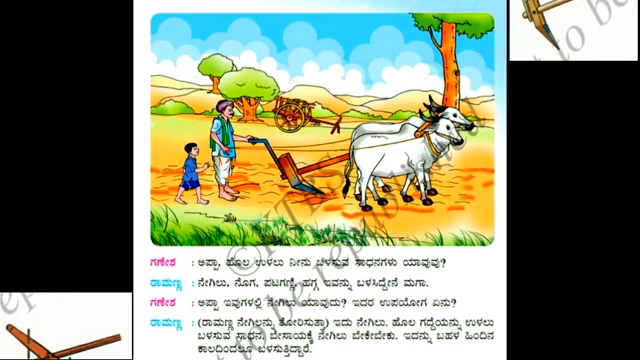 ಗಣೇಶ : ಅಪ್ಪಾ, ಹೊಲ ಉಳಲು ನೀನು ಬಳಸುವ ಸಾಧನಗಳು ಯಾವುವು?
ರಾಮಣ್ಣ : ನೇಗಿಲು, ನೊಗ, ಪಟಗಣ್ಣಿ, ಹಗ್ಗ ಇವನ್ನು ಬಳಸಿದ್ದೇನೆ ಮಗಾ.
ಗಣೇಶ : ಅಪ್ಪಾ ಇವುಗಳಲ್ಲಿ ನೇಗಿಲು ಯಾವುದು? ಇದರ ಉಪಯೋಗ ಏನು?
ರಾಮಣ್ಣ : (ರಾಮಣ್ಣ ನೇಗಿಲನ್ನು ತೋರಿಸುತ್ತಾ) ಇದು ನೇಗಿಲು. ಹೊಲ ಗದ್ದೆಯನ್ನು ಉಳಲು
ಬಳಸುವ ಸಾಧನ. ಬೇಸಾಯಕ್ಕೆ ನೇಗಿಲು ಬೇಕೇಬೇಕು. ಇದನ್ನು ಬಹಳ ಹಿಂದಿನ
ಕಾಲದಿಂದಲೂ ಬಳಸುತ್ತಿದ್ದಾರೆ.